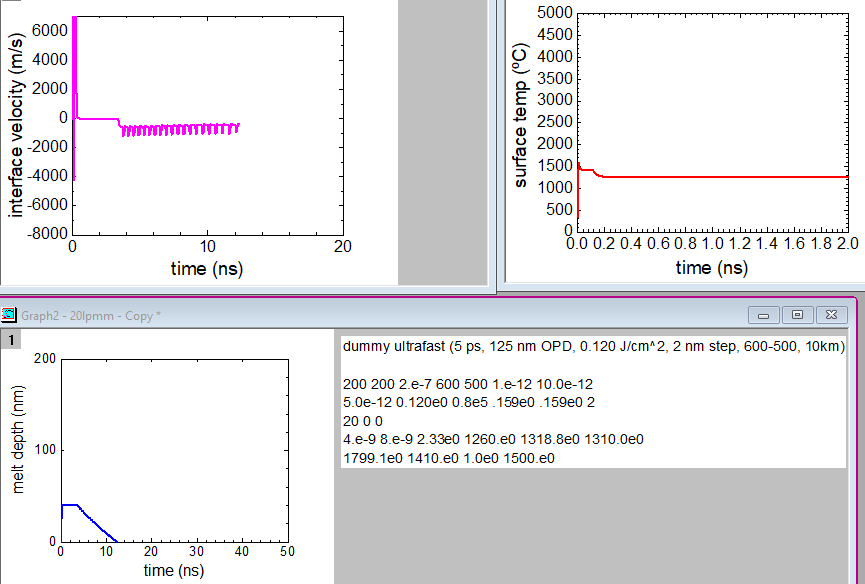 6000
4000
2000
0
-2000
-4000
-6000
-8000
interface velocity (m/s)
0 10 20
time (ns)
5000
4500
4000
3500
3000
2500
2000
1500
1000
500
0
surface temp (ºC)
0.0 0.2 0.4 0.6 0.8 1.0 1.2 1.4 1.6 1.8 2.0
time (ns)
Graph2 - 20lpmm - Copy *
1
200
100
0
melt depth (nm)
0 10 20 30 40 50
time (ns)
dummy ultrafast (5 ps, 125 nm OPD, 0.120 J/cm^2, 2 nm step, 600-500, 10km)
200 200 2.e-7 600 500 1.e-12 10.0e-12
5.0e-12 0.120e0 0.8e5 .159e0 .159e0 2
20 0 0
4.e-9 8.e-9 2.33e0 1260.e0 1318.8e0 1310.0e0
1799.1e0 1410.e0 1.0e0 1500.e0